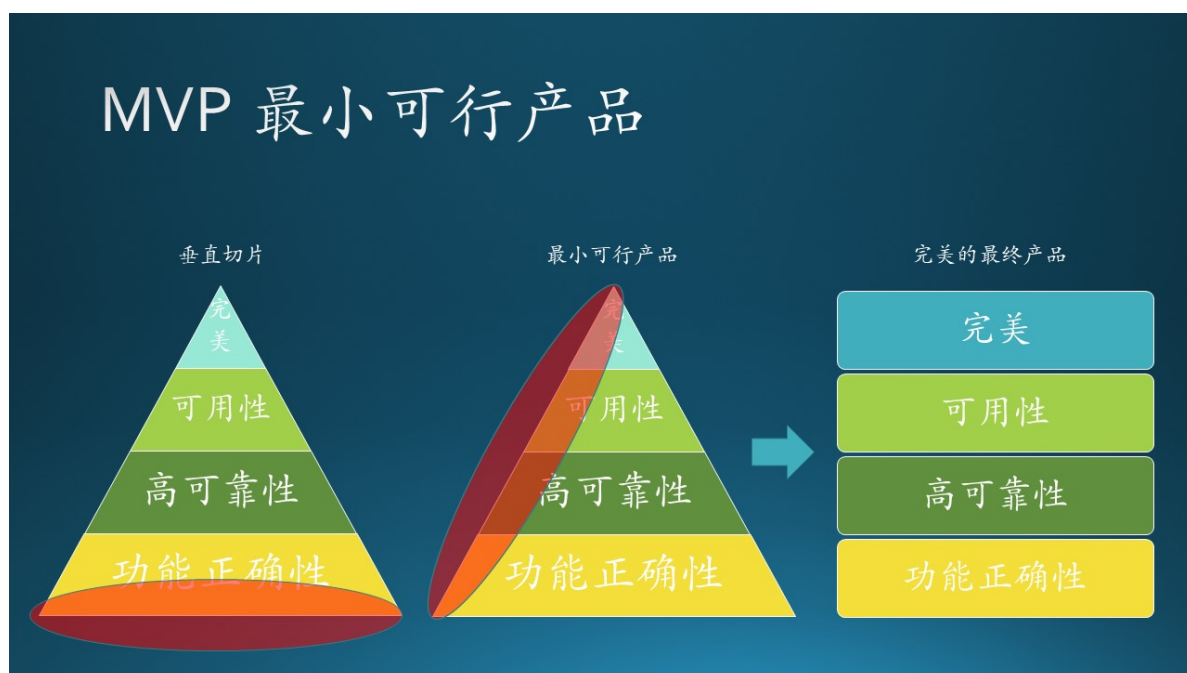 MVP 最小可行产品
垂直切片
完
美
可用性
高可靠性
功能正确性
最小可行产品
完
美
可用性
高可靠性
功能正确性
完美的最终产品
完美
可用性
高可靠性
功能正确性